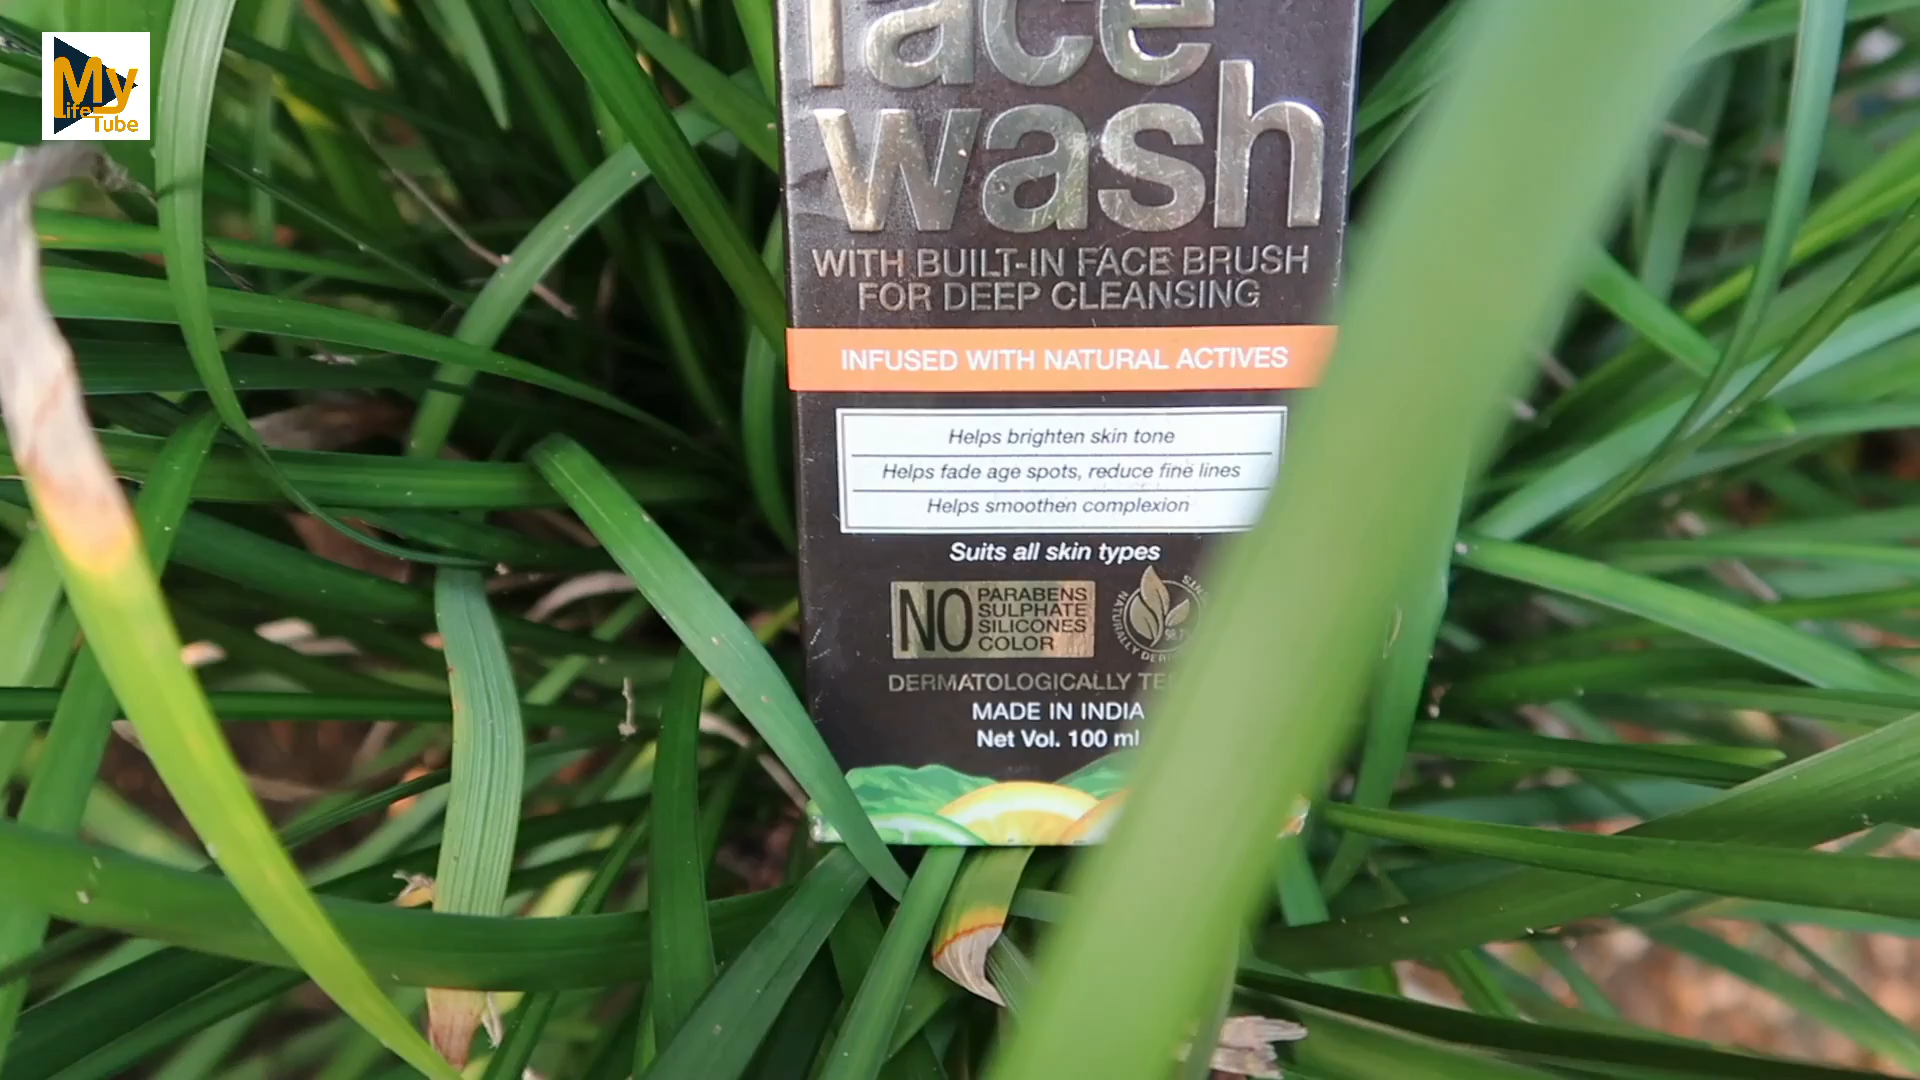 My
Life
Tube
face
wash
WITH BUILT-IN FACE BRUSH
FOR DEEP CLEANSING
INFUSED WITH NATURAL ACTIVES
Helps brighten skin tone
Helps fade age spots, reduce fine lines
Helps smoothen complexion
Suits all skin types
NO PARABENS
SULPHATE
SILICONES
COLOR
NATURALLY
DERMATOLOGICALLY
MADE IN INDIA
Net Vol. 100 ml